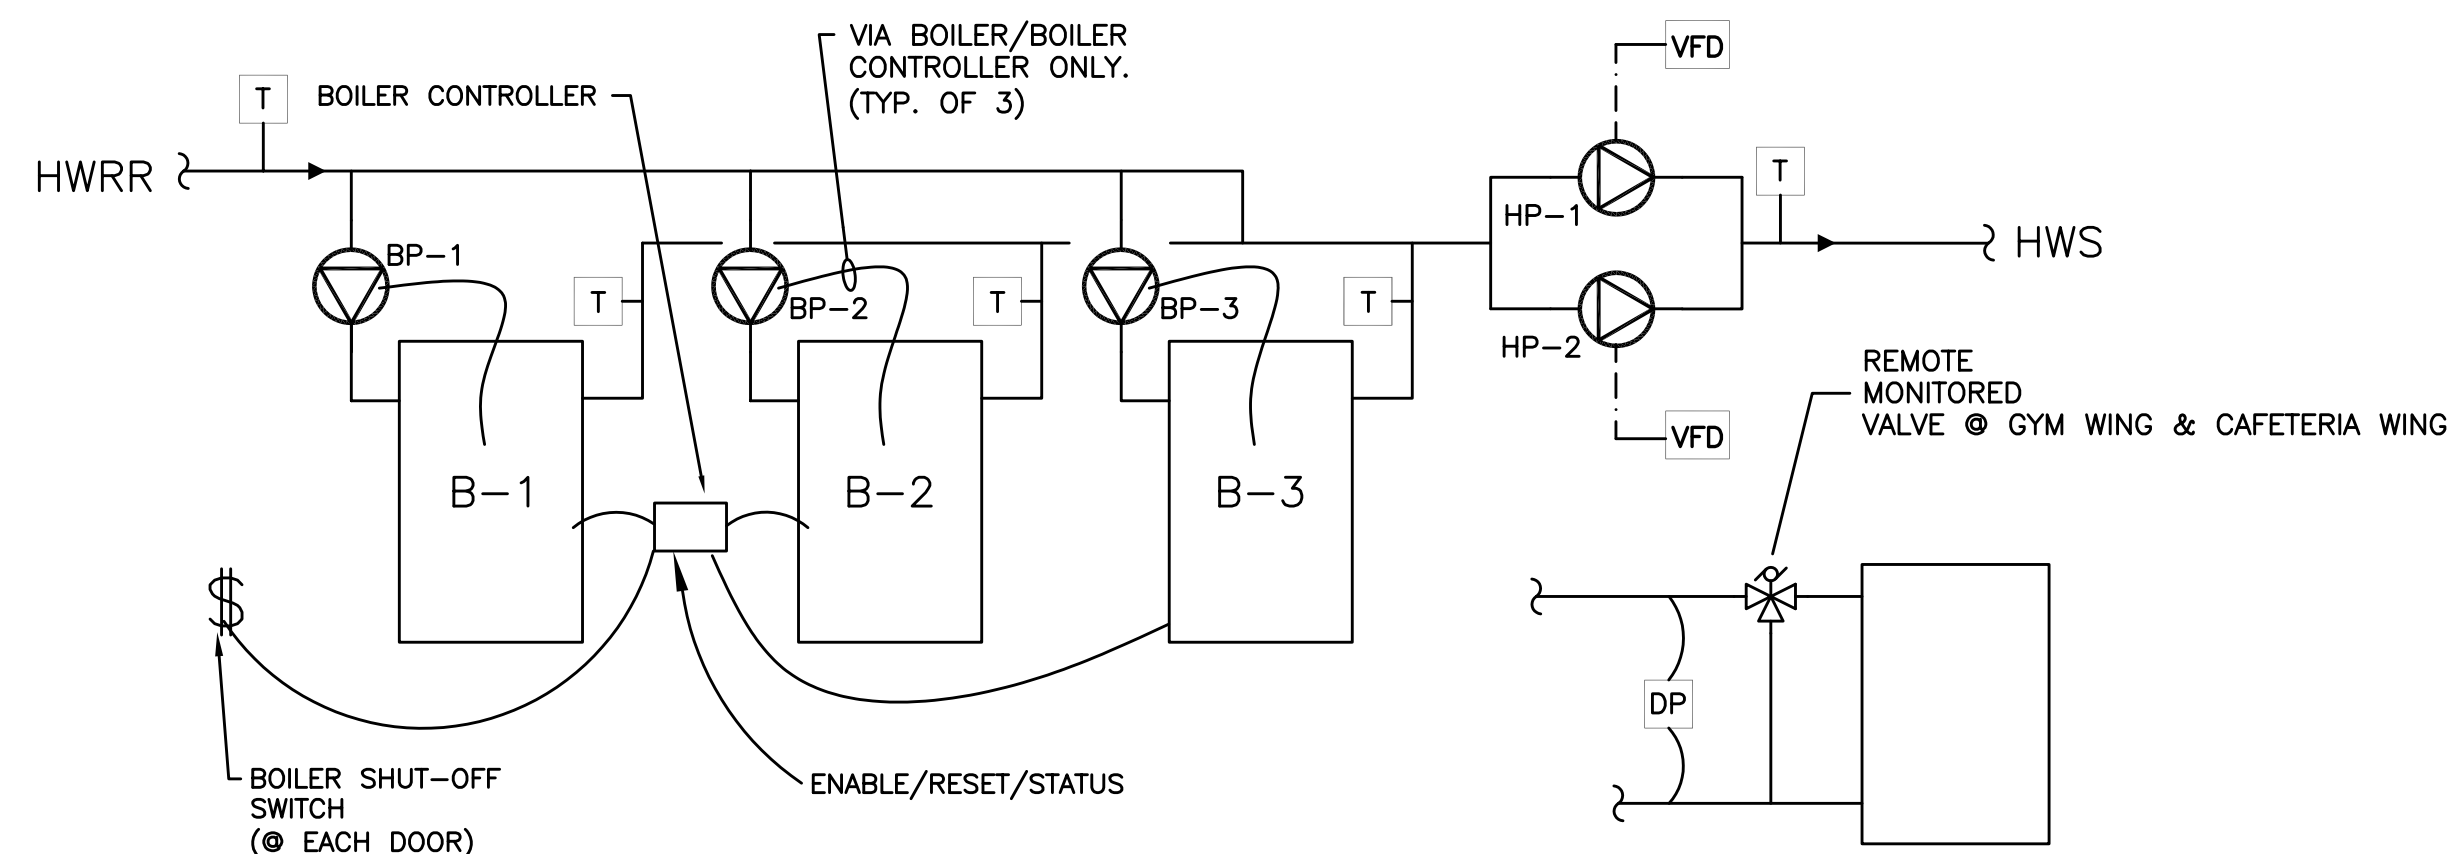 VIA BOILER/BOILER
CONTROLLER ONLY.
(TYP. OF 3)
VFD
T
BOILER CONTROLLER
HWRR
T
HP-1
HWS
BP-1
T
BP-2
T
BP-3
T
HP-2
VFD
REMOTE
MONITORED
VALVE @ GYM WING & CAFETERIA WING
B-1
B-2
B-3
$
DP
BOILER SHUT-OFF
SWITCH
(@ EACH DOOR)
ENABLE/RESET/STATUS